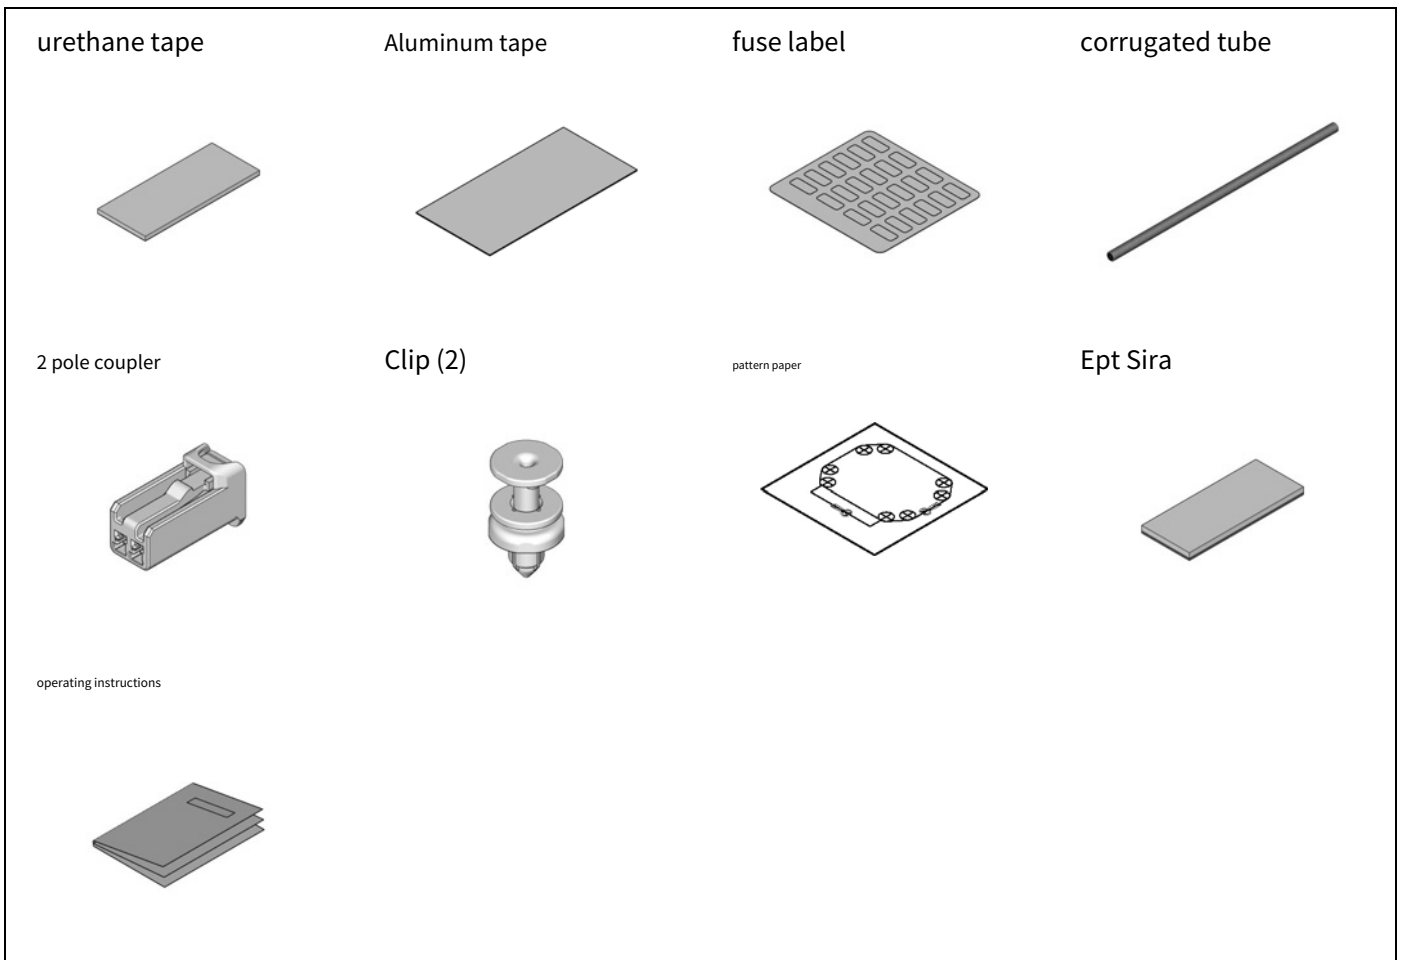 urethane tape
Aluminum tape
fuse label
corrugated tube
2 pole coupler
Clip (2)
pattern paper
Ept Sira
operating instructions